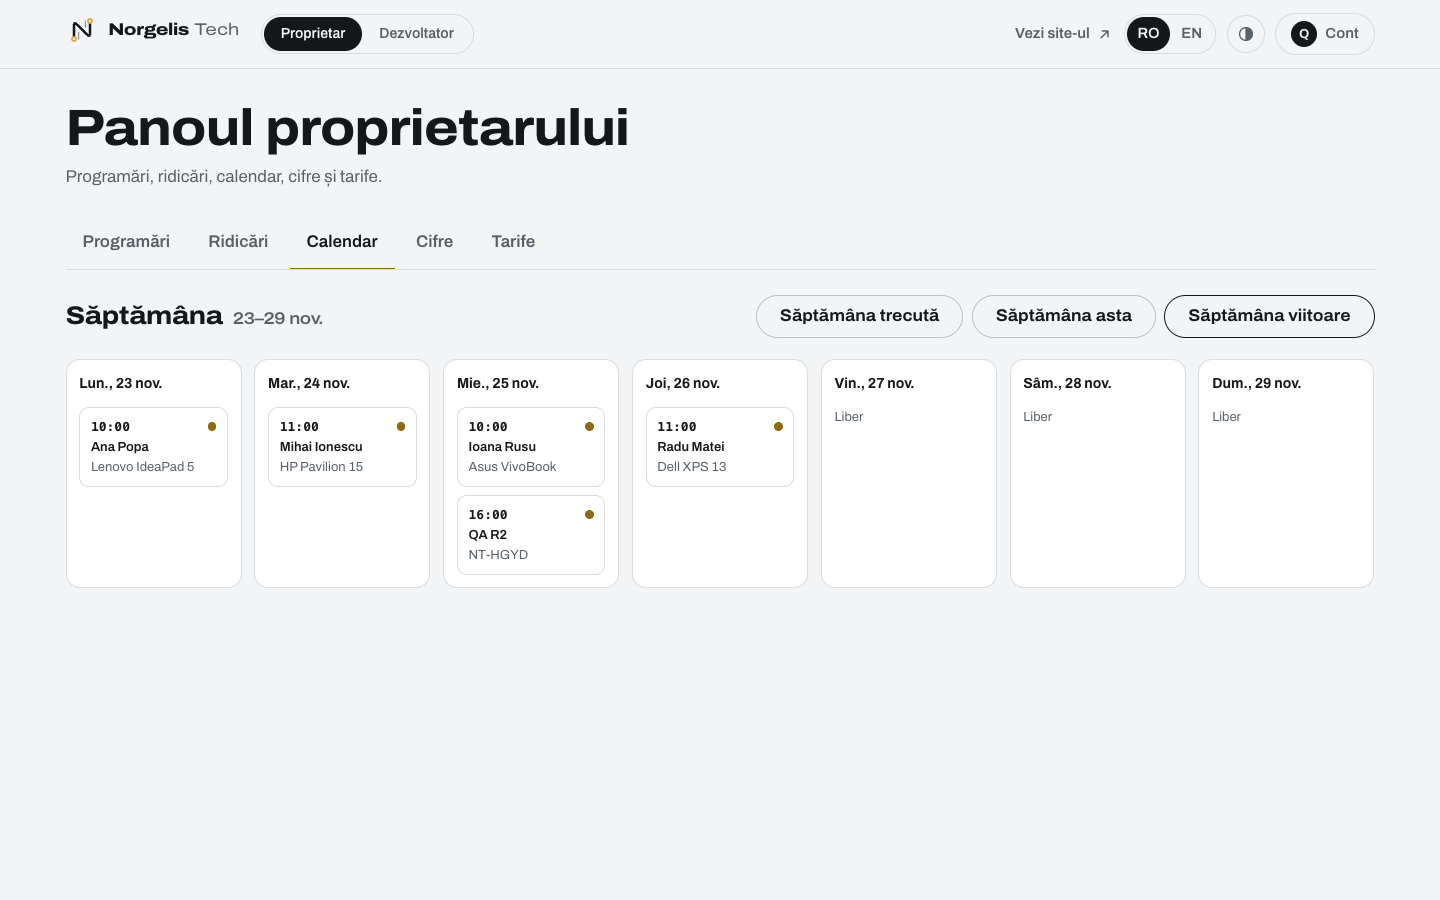 N Norgelis Tech Proprietar Dezvoltator Vezi site-ul ↗ RO EN Q Cont
Panoul proprietarului
Programări, ridicări, calendar, cifre și tarife.
Programări Ridicări Calendar Cifre Tarife
Săptămâna 23–29 nov. Săptămâna trecută Săptămâna asta Săptămâna viitoare
Lun., 23 nov.
10:00
Ana Popa
Lenovo IdeaPad 5
Mar., 24 nov.
11:00
Mihai Ionescu
HP Pavilion 15
Mie., 25 nov.
10:00
Ioana Rusu
Asus VivoBook
16:00
QA R2
NT-HGYD
Joi, 26 nov.
11:00
Radu Matei
Dell XPS 13
Vin., 27 nov.
Liber
Sâm., 28 nov.
Liber
Dum., 29 nov.
Liber